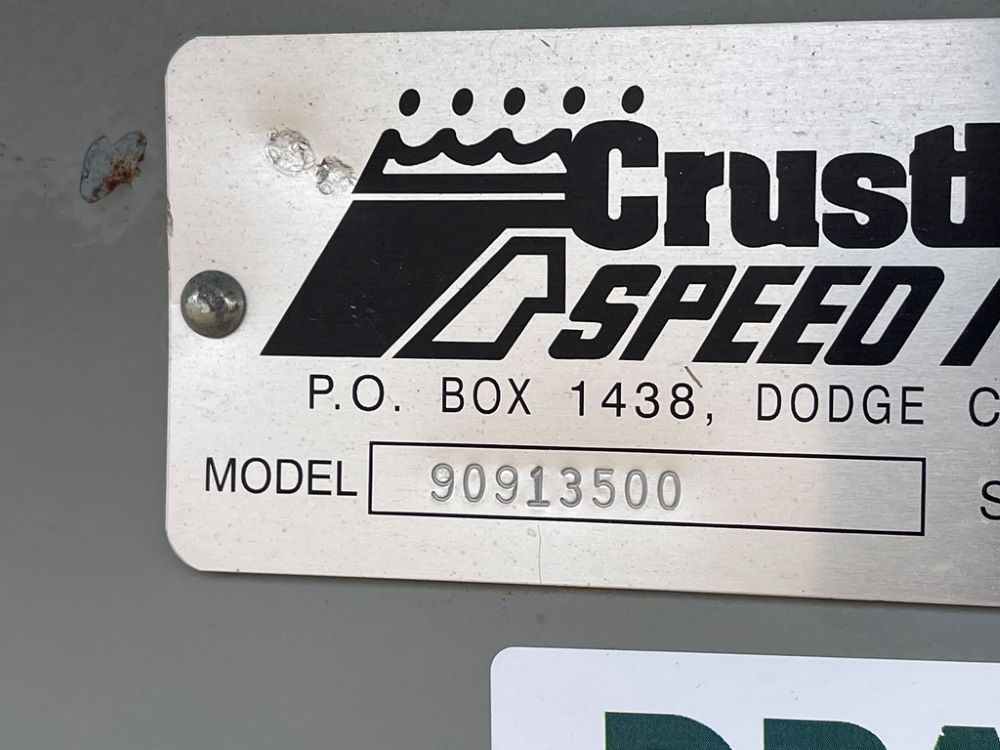 Crust
SPEED
P.O. BOX 1438, DODGE C
MODEL 90913500 S